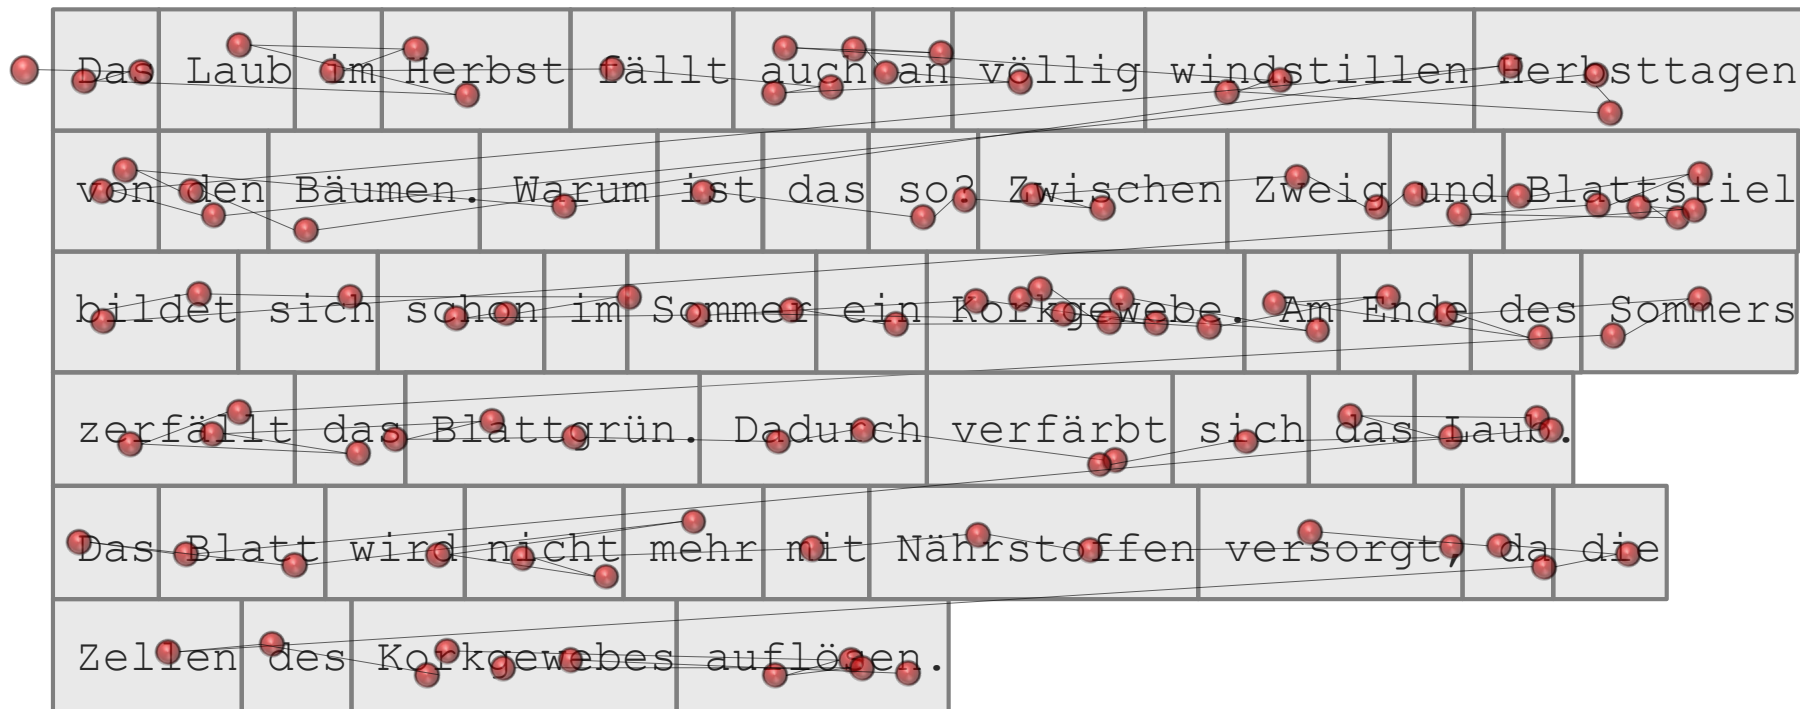 Das Laub im Herbst fällt auch an völlig windstillen Herbsttagen
von den Bäumen. Warum ist das so? Zwischen Zweig und Blattstiel
bildet sich schon im Sommer ein Korkgewebe. Am Ende des Sommers
zerfällt das Blattgrün. Dadurch verfärbt sich das Laub.
Das Blatt wird nicht mehr mit Nährstoffen versorgt, da die
Zellen des Korkgewebes auflösen.